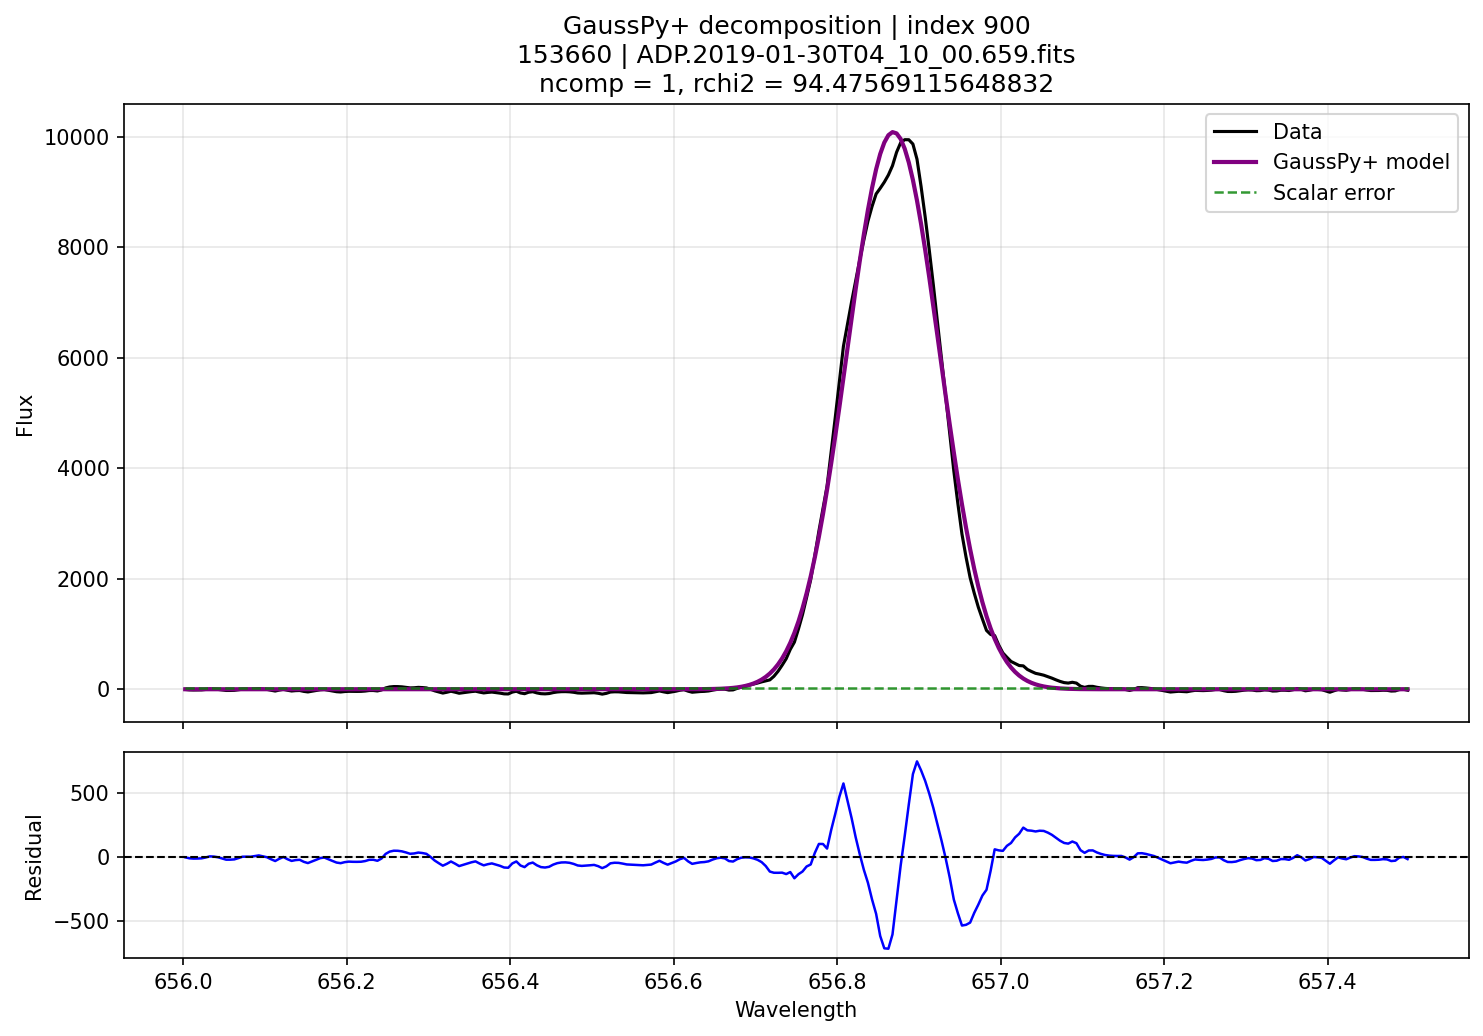 GaussPy+ decomposition | index 900
153660 | ADP.2019-01-30T04_10_00.659.fits
ncomp = 1, rchi2 = 94.47569115648832
Data
GaussPy+ model
Scalar error
10000
8000
6000
4000
2000
0
Flux
500
0
−500
Residual
656.0 656.2 656.4 656.6 656.8 657.0 657.2 657.4
Wavelength